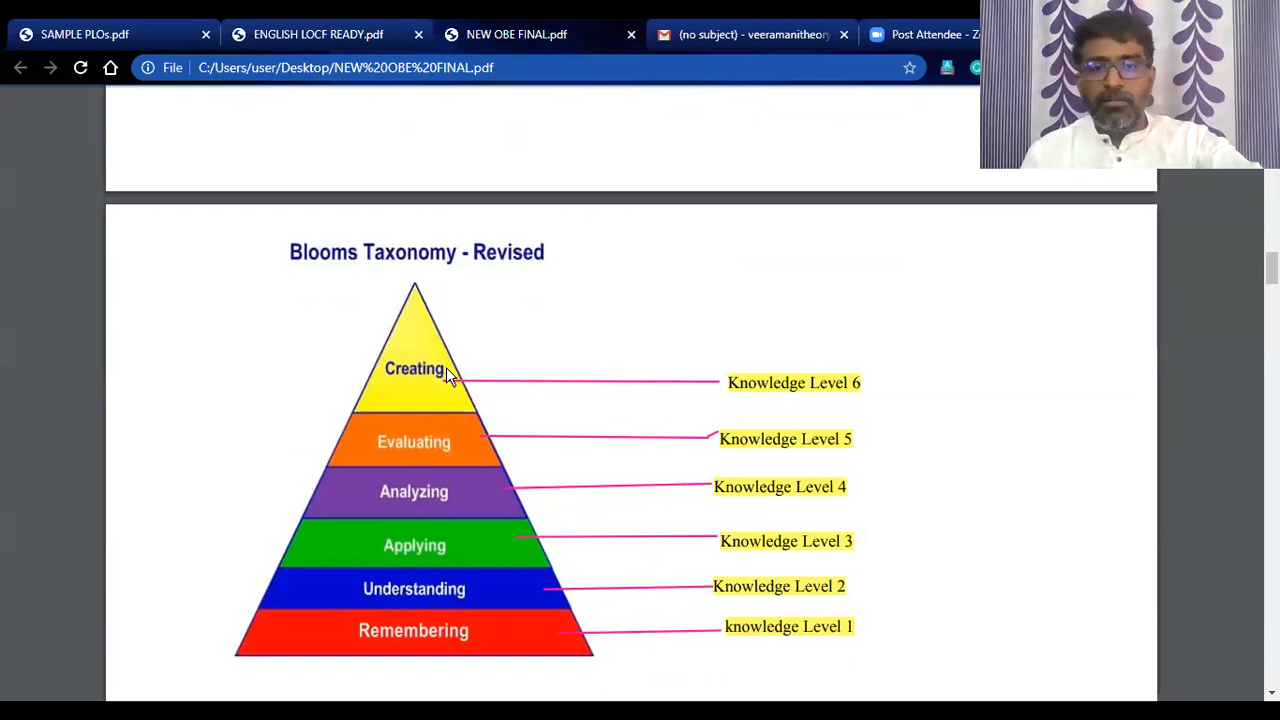 SAMPLE PLOs.pdf
ENGLISH LOCF READY.pdf
NEW OBE FINAL.pdf
(no subject) - veeramanitheory
Post Attendee - Z
File
C:/Users/user/Desktop/NEW%20OBE%20FINAL.pdf
Blooms Taxonomy - Revised
Creating
Knowledge Level 6
Evaluating
Knowledge Level 5
Analyzing
Knowledge Level 4
Applying
Knowledge Level 3
Understanding
Knowledge Level 2
Remembering
knowledge Level 1